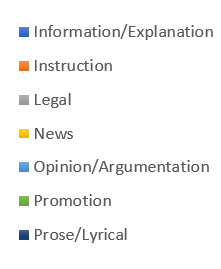 Information/Explanation
Instruction
Legal
News
Opinion/Argumentation
Promotion
Prose/Lyrical